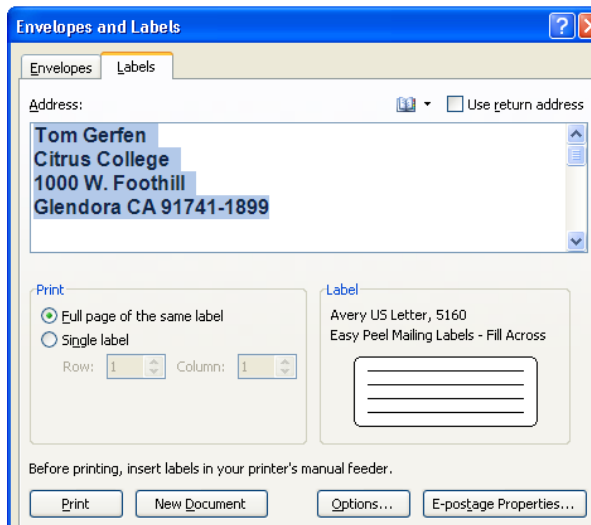 Envelopes and Labels
Envelopes Labels
Address: Use return address
Tom Gerfen
Citrus College
1000 W. Foothill
Glendora CA 91741-1899
Print
Full page of the same label
Single label
Row: 1 Column: 1
Label
Avery US Letter, 5160
Easy Peel Mailing Labels - Fill Across
Before printing, insert labels in your printer's manual feeder.
Print New Document Options... E-postage Properties...